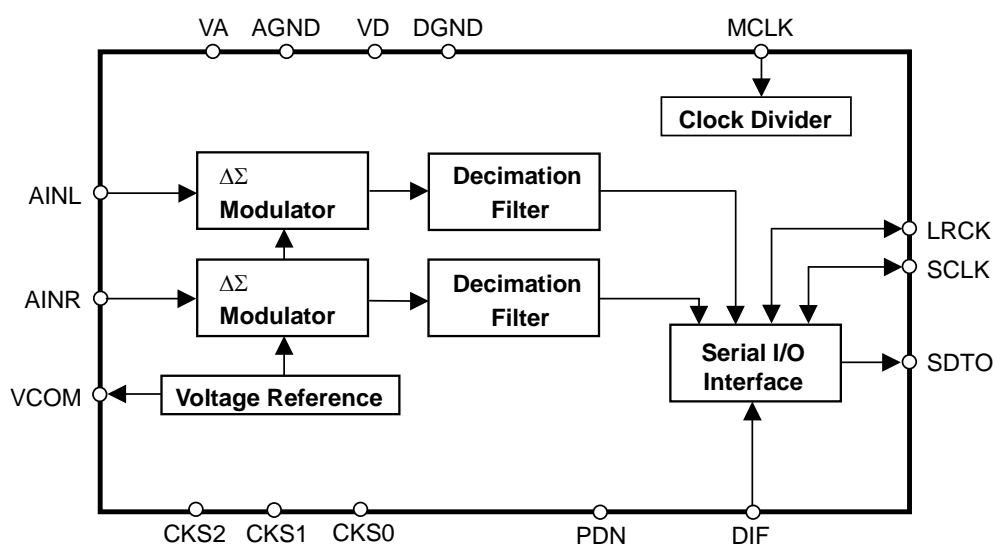 VA AGND VD DGND MCLK
Clock Divider
AINL
ΔΣ
Modulator
Decimation
Filter
LRCK
SCLK
AINR
ΔΣ
Modulator
Decimation
Filter
Serial I/O
Interface
SDTO
VCOM
Voltage Reference
CKS2 CKS1 CKS0 PDN DIF